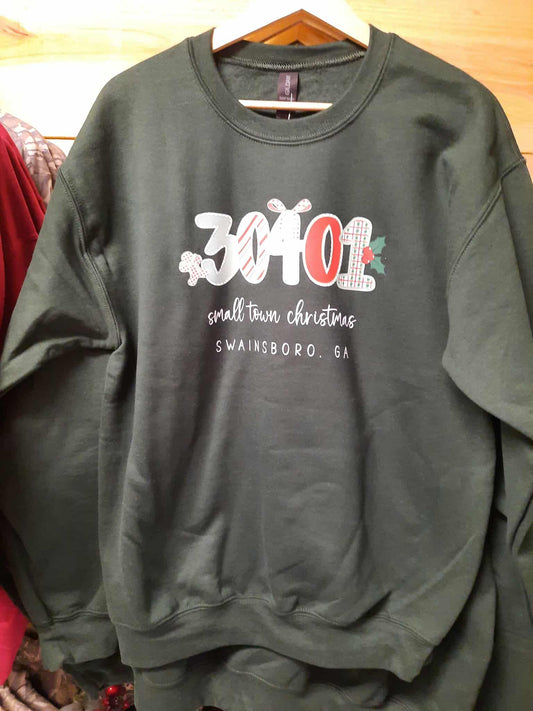 30401
small town christmas
SWAINSBORO, GA